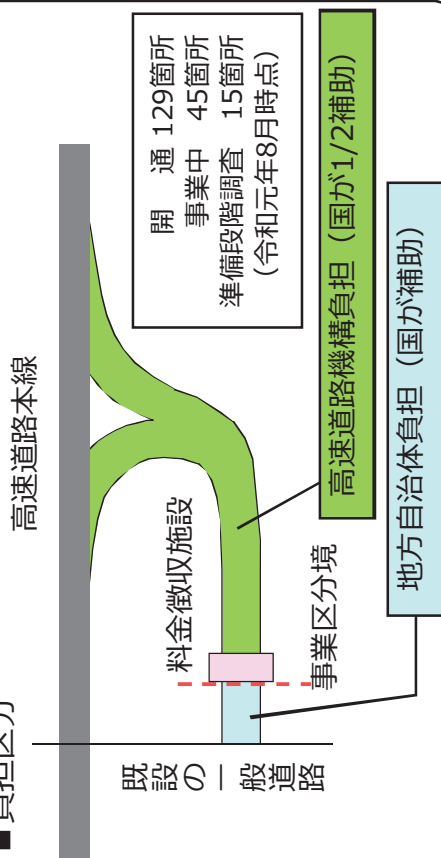 ■負担区分
高速道路本線
開　通 129箇所
事業中　45箇所
準備段階調査　15箇所
（令和元年8月時点）
料金徴収施設
高速道路機構負担（国が1/2補助）
事業区分境
地方自治体負担（国が補助）
既設の一般道路